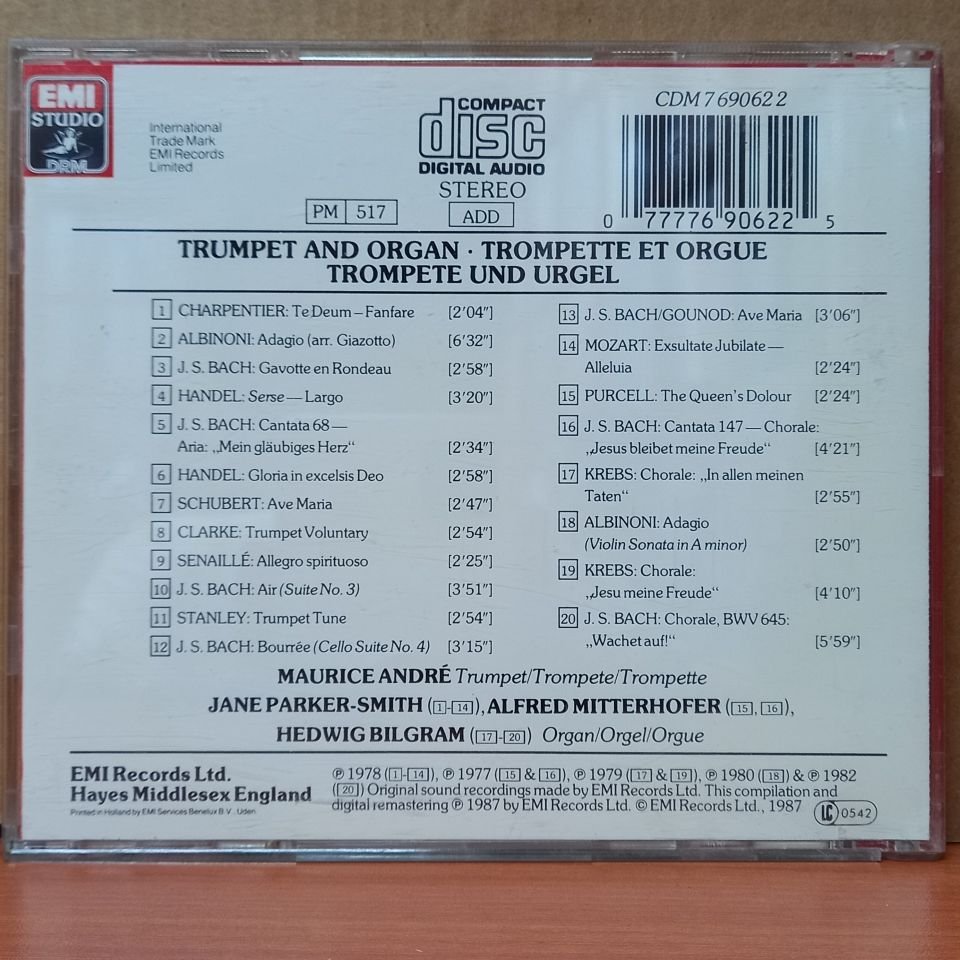 EMI
STUDIO
DRM
International
Trade Mark
EMI Records
Limited
COMPACT
disc
DIGITAL AUDIO
STEREO
PM 517
ADD
CDM 7 69062 2
0 77776 90622 5
TRUMPET AND ORGAN · TROMPETTE ET ORGUE
TROMPETE UND URGEL
1 CHARPENTIER: Te Deum – Fanfare [2'04"]
2 ALBINONI: Adagio (arr. Giazotto) [6'32"]
3 J. S. BACH: Gavotte en Rondeau [2'58"]
4 HANDEL: Serse — Largo [3'20"]
5 J. S. BACH: Cantata 68 —
Aria: „Mein gläubiges Herz" [2'34"]
6 HANDEL: Gloria in excelsis Deo [2'58"]
7 SCHUBERT: Ave Maria [2'47"]
8 CLARKE: Trumpet Voluntary [2'54"]
9 SENAILLÉ: Allegro spirituoso [2'25"]
10 J. S. BACH: Air (Suite No. 3) [3'51"]
11 STANLEY: Trumpet Tune [2'54"]
12 J. S. BACH: Bourrée (Cello Suite No. 4) [3'15"]
13 J. S. BACH/GOUNOD: Ave Maria [3'06"]
14 MOZART: Exsultate Jubilate —
Alleluia [2'24"]
15 PURCELL: The Queen's Dolour [2'24"]
16 J. S. BACH: Cantata 147 — Chorale:
„Jesus bleibet meine Freude" [4'21"]
17 KREBS: Chorale: „In allen meinen
Taten" [2'55"]
18 ALBINONI: Adagio
(Violin Sonata in A minor) [2'50"]
19 KREBS: Chorale:
„Jesu meine Freude" [4'10"]
20 J. S. BACH: Chorale, BWV 645:
„Wachet auf!" [5'59"]
MAURICE ANDRÉ Trumpet/Trompete/Trompette
JANE PARKER-SMITH (1-14), ALFRED MITTERHOFER (15, 16),
HEDWIG BILGRAM (17-20) Organ/Orgel/Orgue
EMI Records Ltd.
Hayes Middlesex England
Printed in Holland by EMI Services Benelux B.V. Uden
℗ 1978 (1-14), ℗ 1977 (15 & 16), ℗ 1979 (17 & 19), ℗ 1980 (18) & ℗ 1982
(20) Original sound recordings made by EMI Records Ltd. This compilation and
digital remastering ℗ 1987 by EMI Records Ltd. © EMI Records Ltd., 1987
LC 0542